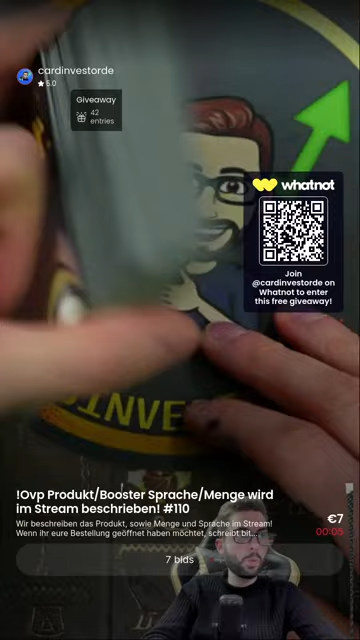 cardinvestorde
5.0
Giveaway
42
entries
whatnot
Join
@cardinvestorde on
Whatnot to enter
this free giveaway!
INVE
!Ovp Produkt/Booster Sprache/Menge wird
im Stream beschrieben! #110
€7
Wir beschreiben das Produkt, sowie Menge und Sprache im Stream!
00:05
Wenn ihr eure Bestellung geöffnet haben möchtet, schreibt bit...
7 bids